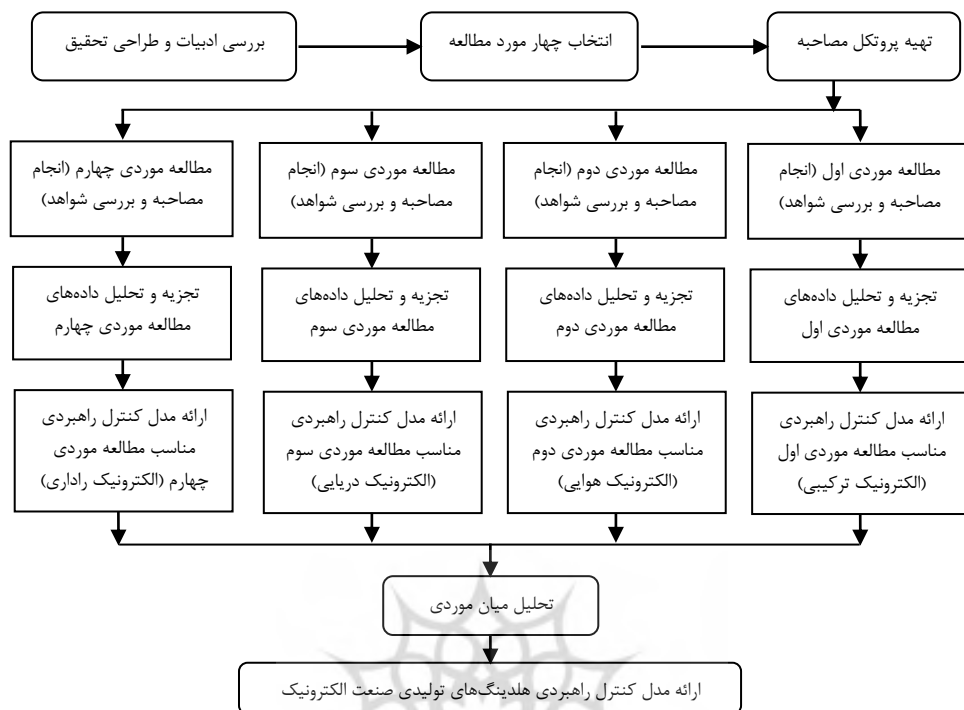 بررسی ادبیات و طراحی تحقیق
انتخاب چهار مورد مطالعه
تهیه پروتکل مصاحبه
مطالعه موردی اول (انجام
مصاحبه و بررسی شواهد)
مطالعه موردی دوم (انجام
مصاحبه و بررسی شواهد)
مطالعه موردی سوم (انجام
مصاحبه و بررسی شواهد)
مطالعه موردی چهارم (انجام
مصاحبه و بررسی شواهد)
تجزیه و تحلیل داده‌های
مطالعه موردی اول
تجزیه و تحلیل داده‌های
مطالعه موردی دوم
تجزیه و تحلیل داده‌های
مطالعه موردی سوم
تجزیه و تحلیل داده‌های
مطالعه موردی چهارم
ارائه مدل کنترل راهبردی
مناسب مطالعه موردی اول
(الکترونیک ترکیبی)
ارائه مدل کنترل راهبردی
مناسب مطالعه موردی دوم
(الکترونیک هوایی)
ارائه مدل کنترل راهبردی
مناسب مطالعه موردی سوم
(الکترونیک دریایی)
ارائه مدل کنترل راهبردی
مناسب مطالعه موردی
چهارم (الکترونیک راداری)
تحلیل میان موردی
ارائه مدل کنترل راهبردی هلدینگ‌های تولیدی صنعت الکترونیک